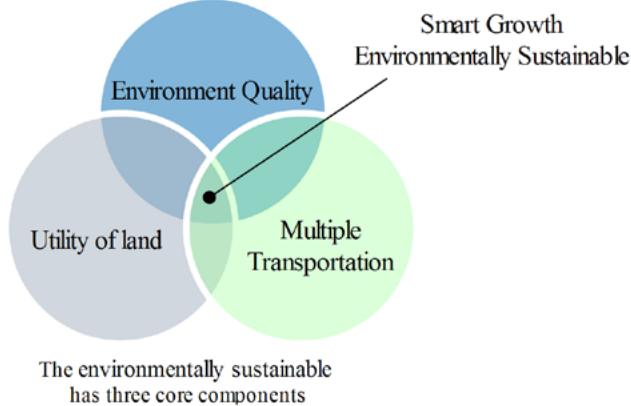 Smart Growth
Environmentally Sustainable
Environment Quality
Utility of land
Multiple
Transportation
The environmentally sustainable
has three core components